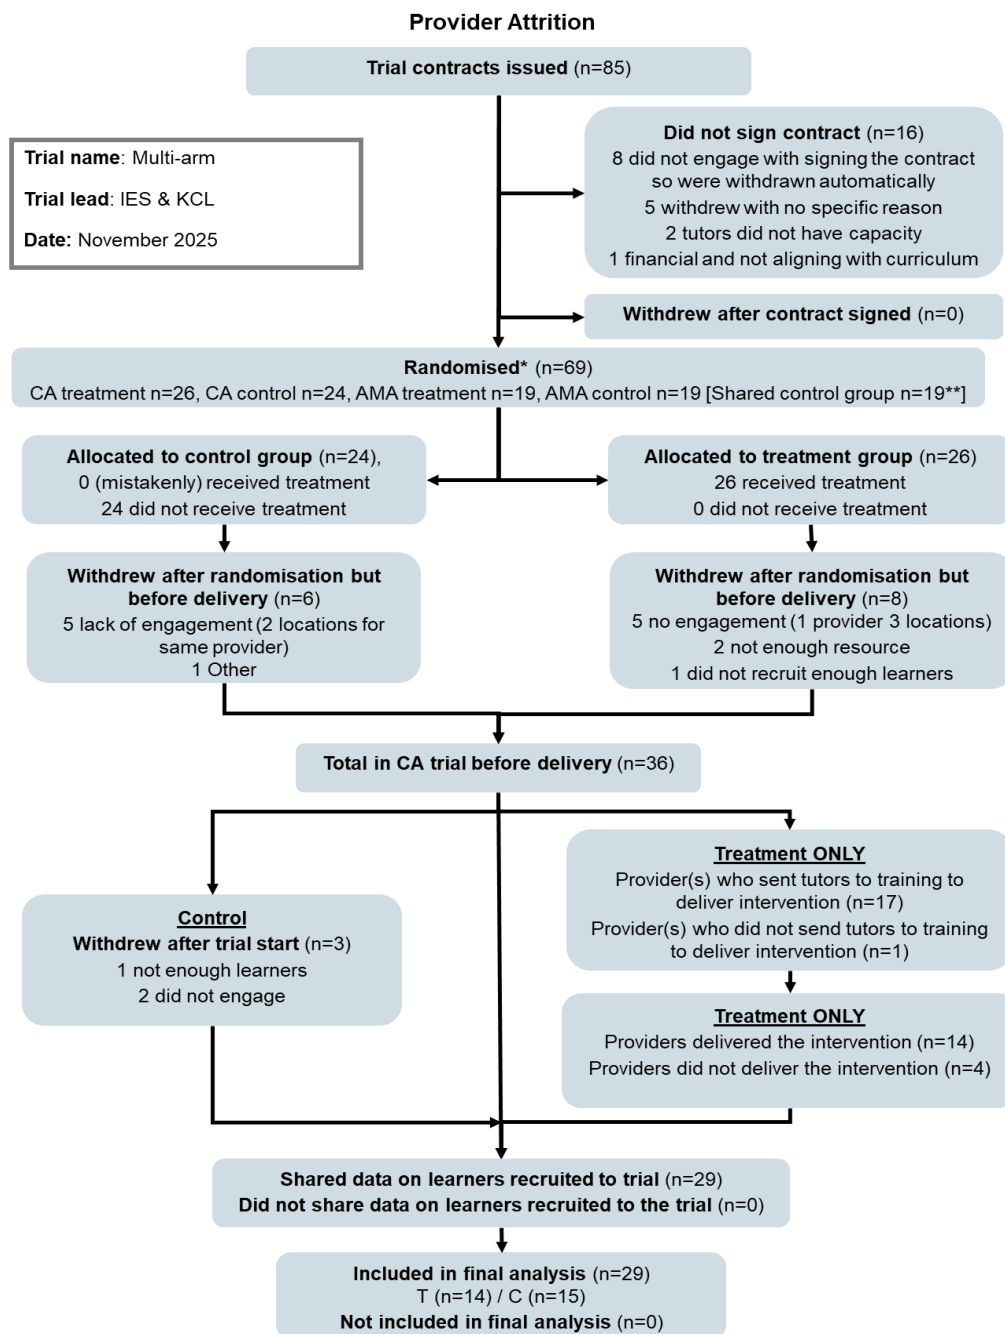 Provider Attrition
Trial contracts issued (n=85)
Trial name: Multi-arm
Trial lead: IES & KCL
Date: November 2025
Did not sign contract (n=16)
8 did not engage with signing the contract
so were withdrawn automatically
5 withdrew with no specific reason
2 tutors did not have capacity
1 financial and not aligning with curriculum
Withdrew after contract signed (n=0)
Randomised* (n=69)
CA treatment n=26, CA control n=24, AMA treatment n=19, AMA control n=19 [Shared control group n=19**]
Allocated to control group (n=24),
0 (mistakenly) received treatment
24 did not receive treatment
Allocated to treatment group (n=26)
26 received treatment
0 did not receive treatment
Withdrew after randomisation but
before delivery (n=6)
5 lack of engagement (2 locations for
same provider)
1 Other
Withdrew after randomisation but
before delivery (n=8)
5 no engagement (1 provider 3 locations)
2 not enough resource
1 did not recruit enough learners
Total in CA trial before delivery (n=36)
Control
Withdrew after trial start (n=3)
1 not enough learners
2 did not engage
Treatment ONLY
Provider(s) who sent tutors to training to
deliver intervention (n=17)
Provider(s) who did not send tutors to training
to deliver intervention (n=1)
Treatment ONLY
Providers delivered the intervention (n=14)
Providers did not deliver the intervention (n=4)
Shared data on learners recruited to trial (n=29)
Did not share data on learners recruited to the trial (n=0)
Included in final analysis (n=29)
T (n=14) / C (n=15)
Not included in final analysis (n=0)